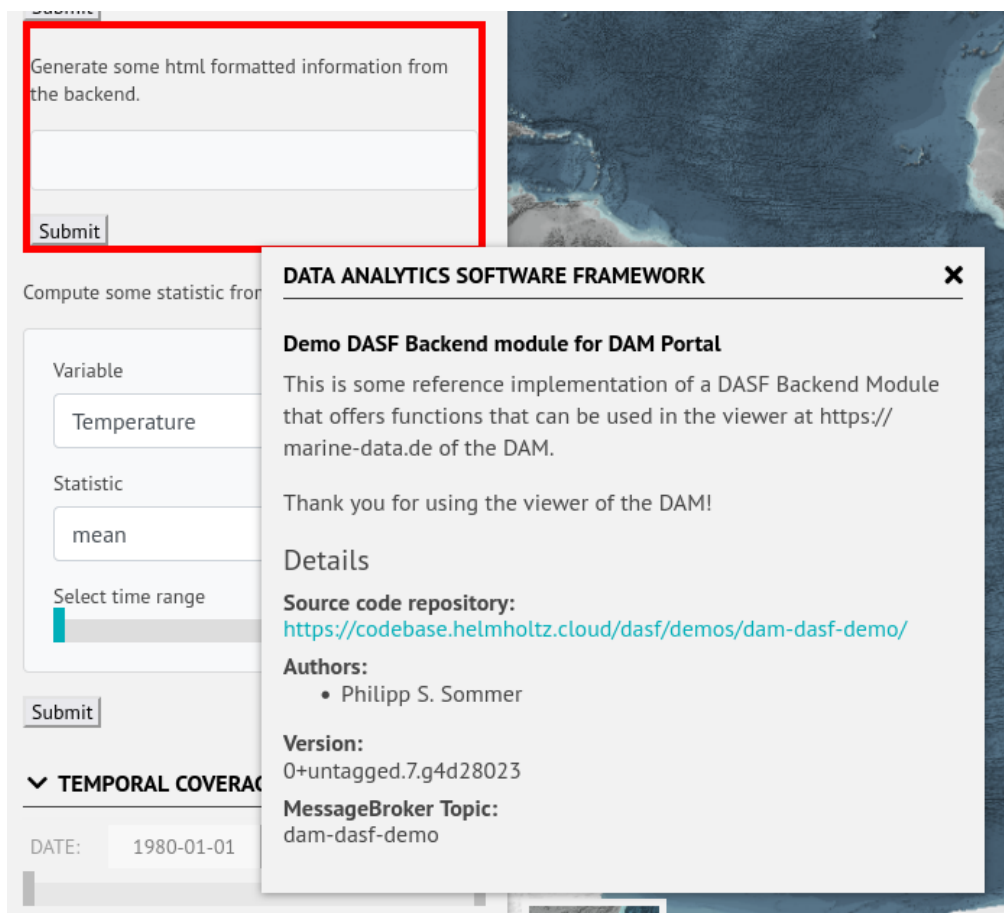 Submit
Generate some html formatted information from
the backend.
Submit
Compute some statistic
Variable
Temperature
Statistic
mean
Select time range
Submit
TEMPORAL
DATE:
1980-01-01
DATA ANALYTICS SOFTWARE FRAMEWORK
Demo DASF Backend module for DAM Portal
This is some reference implementation of a DASF Backend Module
that offers functions that can be used in the viewer at https://
marine-data.de of the DAM.
Thank you for using the viewer of the DAM!
Details
Source code repository:
https://codebase.helmholtz.cloud/dasf/demos/dam-dasf-demo/
Authors:
• Philipp S. Sommer
Version:
0+untagged.7.g4d28023
MessageBroker Topic:
dam-dasf-demo